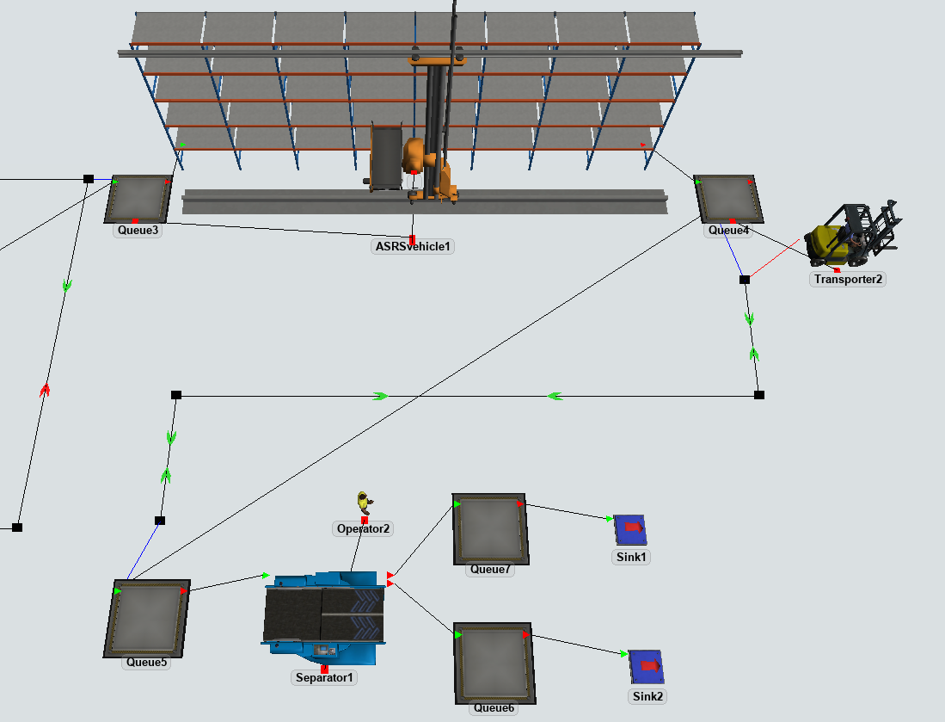 Queue3
Queue4
ASRSvehicle1
Transporter2
Operator2
Queue7
Sink1
Queue5
Separator1
Queue6
Sink2